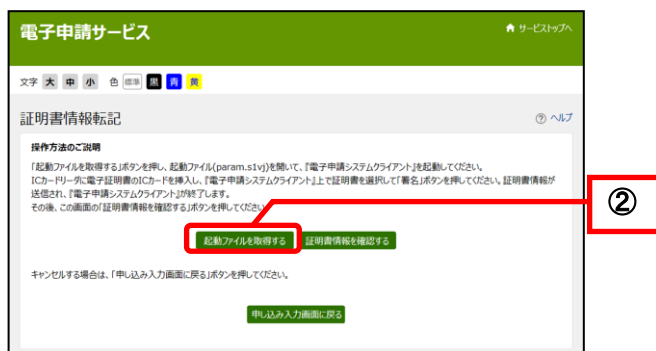 電子申請サービス
サービストップへ
文字 大 中 小 色 標準 黒 青 黄
証明書情報転記
ヘルプ
操作方法のご説明
「起動ファイルを取得する」ボタンを押し、起動ファイル(param.s1vj)を開いて、『電子申請システムクライアント』を起動してください。
ICカードリーダに電子証明書のICカードを挿入し、『電子申請システムクライアント』上で証明書を選択して「署名」ボタンを押してください。証明書情報が
送信され、『電子申請システムクライアント』が終了します。
その後、この画面の「証明書情報を確認する」ボタンを押してください
②
起動ファイルを取得する 証明書情報を確認する
キャンセルする場合は、「申し込み入力画面に戻る」ボタンを押してください。
申し込み入力画面に戻る